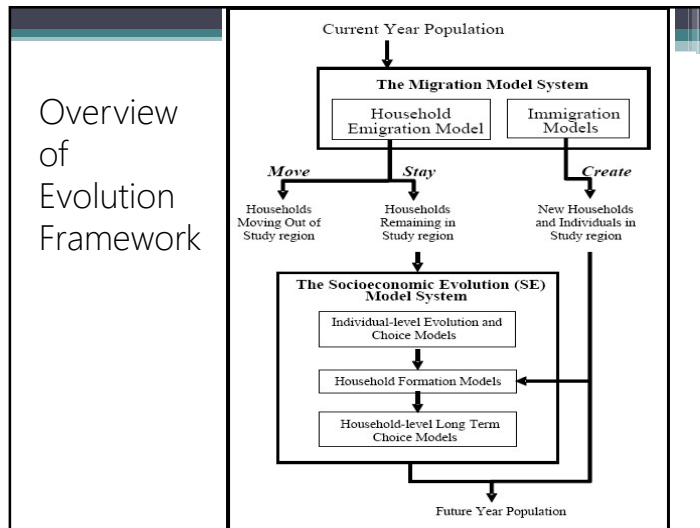 Overview
of
Evolution
Framework
Current Year Population
The Migration Model System
Household
Emigration Model
Immigration
Models
Move
Stay
Create
Households
Moving Out of
Study region
Households
Remaining in
Study region
New Households
and Individuals in
Study region
The Socioeconomic Evolution (SE)
Model System
Individual-level Evolution and
Choice Models
Household Formation Models
Household-level Long Term
Choice Models
Future Year Population